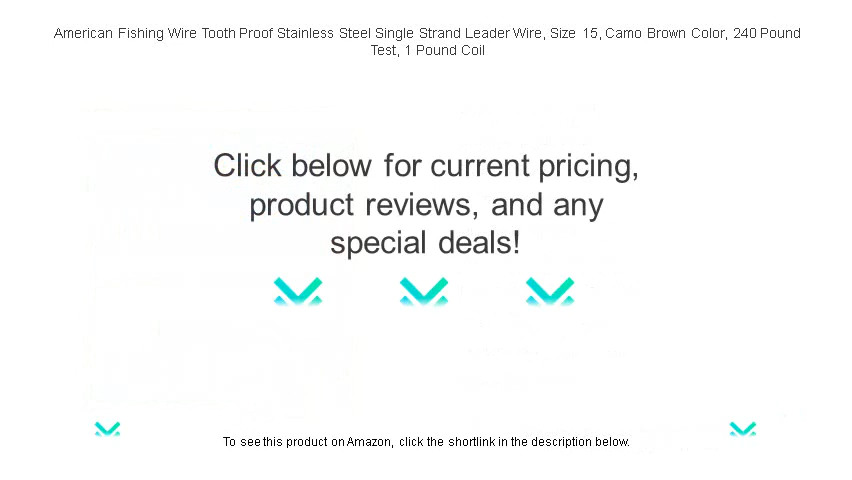 American Fishing Wire Tooth Proof Stainless Steel Single Strand Leader Wire, Size 15, Camo Brown Color, 240 Pound
Test, 1 Pound Coil
Click below for current pricing,
product reviews, and any
special deals!
To see this product on Amazon, click the shortlink in the description below.